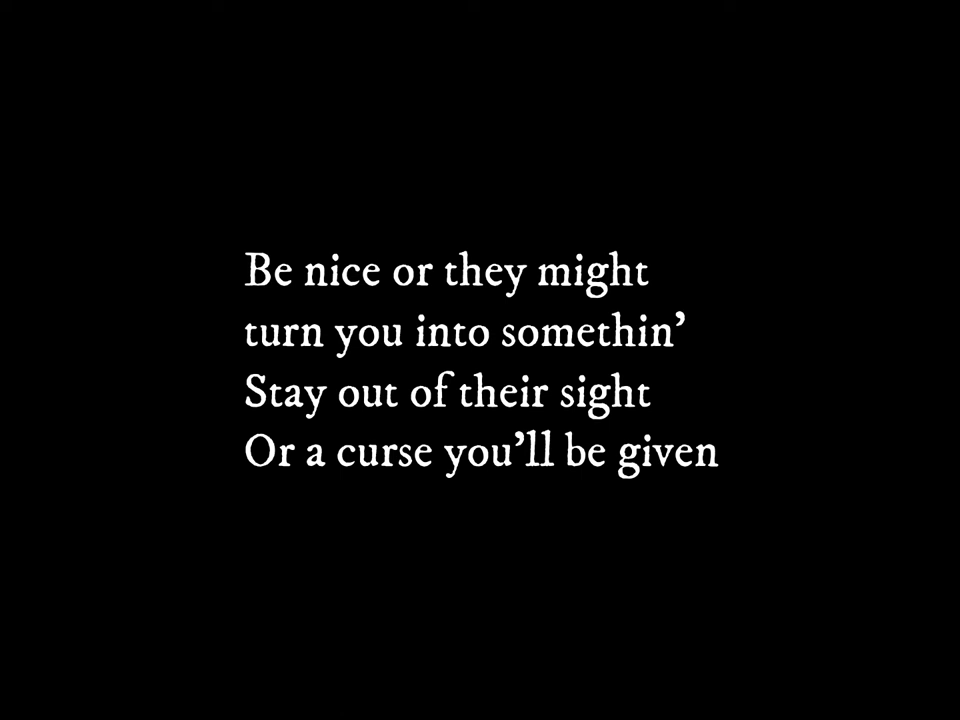 Be nice or they might
turn you into somethin’
Stay out of their sight
Or a curse you’ll be given